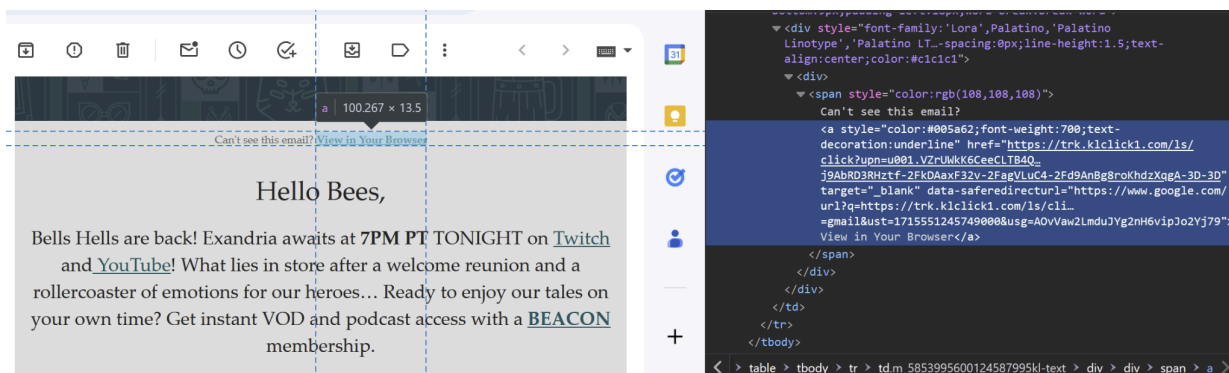 31
a 100.267 × 13.5
Can't see this email? View in Your Browser
Hello Bees,
Bells Hells are back! Exandria awaits at 7PM PT TONIGHT on Twitch
and YouTube! What lies in store after a welcome reunion and a
rollercoaster of emotions for our heroes… Ready to enjoy our tales on
your own time? Get instant VOD and podcast access with a BEACON
membership.
<div style="font-family:'Lora',Palatino,'Palatino
Linotype','Palatino LT…-spacing:0px;line-height:1.5;text-
align:center;color:#c1c1c1">
<div>
<span style="color:rgb(108,108,108)">
Can't see this email?
<a style="color:#005a62;font-weight:700;text-
decoration:underline" href="https://trk.klclick1.com/ls/
click?upn=u001.VZrUWkK6CeeCLTB4Q…
j9AbRD3RHztf-2FkDAaxF32v-2FagVLuC4-2Fd9AnBg8roKhdzXqgA-3D-3D"
target="_blank" data-saferedirecturl="https://www.google.com/
url?q=https://trk.klclick1.com/ls/cli…
=gmail&ust=1715551245749000&usg=AOvVaw2LmduJYg2nH6vipJo2Yj79"
View in Your Browser</a>
</span>
</div>
</div>
</td>
</tr>
</tbody>
table > tbody > tr > td.m_5853995600124587995kl-text > div > div > span > a